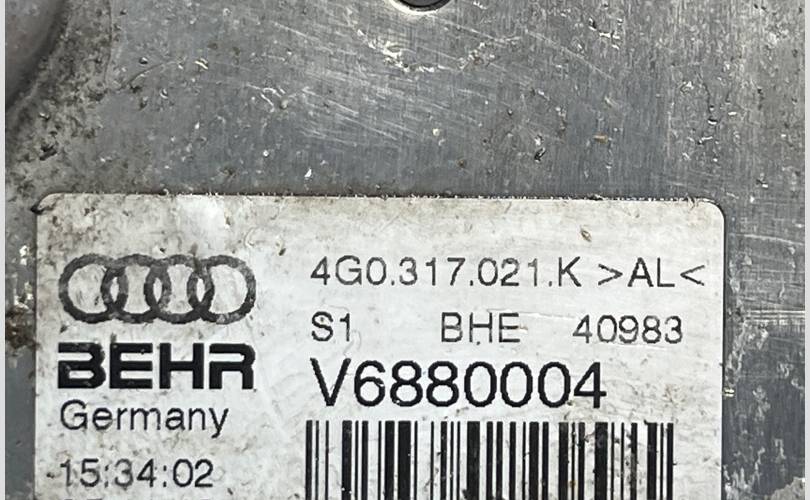 4G0.317.021.K >AL<
S1 BHE 40983
BEHR
V6880004
Germany
15:34:02